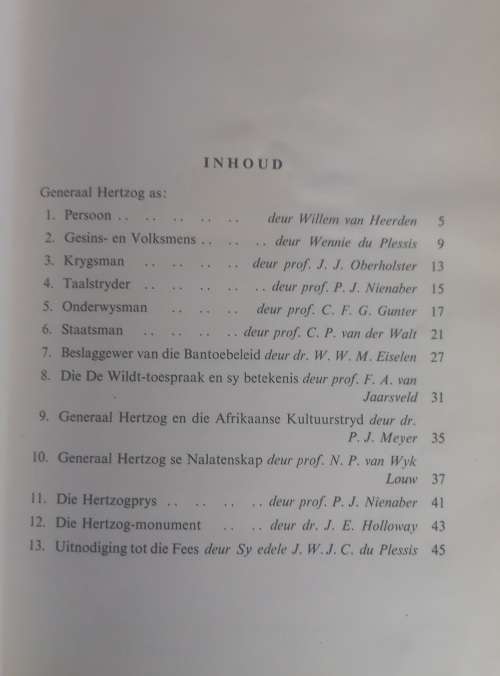 INHOUD
Generaal Hertzog as:
1. Persoon .. .. .. .. .. deur Willem van Heerden 5
2. Gesins- en Volksmens .. .. .. deur Wennie du Plessis 9
3. Krygsman .. .. .. .. deur prof. J. J. Oberholster 13
4. Taalstryder .. .. .. .. .. deur prof. P. J. Nienaber 15
5. Onderwysman .. .. .. deur prof. C. F. G. Gunter 17
6. Staatsman .. .. .. .. deur prof. C. P. van der Walt 21
7. Beslaggewer van die Bantoebeleid deur dr. W. W. M. Eiselen 27
8. Die De Wildt-toespraak en sy betekenis deur prof. F. A. van
Jaarsveld 31
9. Generaal Hertzog en die Afrikaanse Kultuurstryd deur dr.
P. J. Meyer 35
10. Generaal Hertzog se Nalatenskap deur prof. N. P. van Wyk
Louw 37
11. Die Hertzogprys .. .. .. .. deur prof. P. J. Nienaber 41
12. Die Hertzog-monument .. .. deur dr. J. E. Holloway 43
13. Uitnodiging tot die Fees deur Sy edele J. W. J. C. du Plessis 45